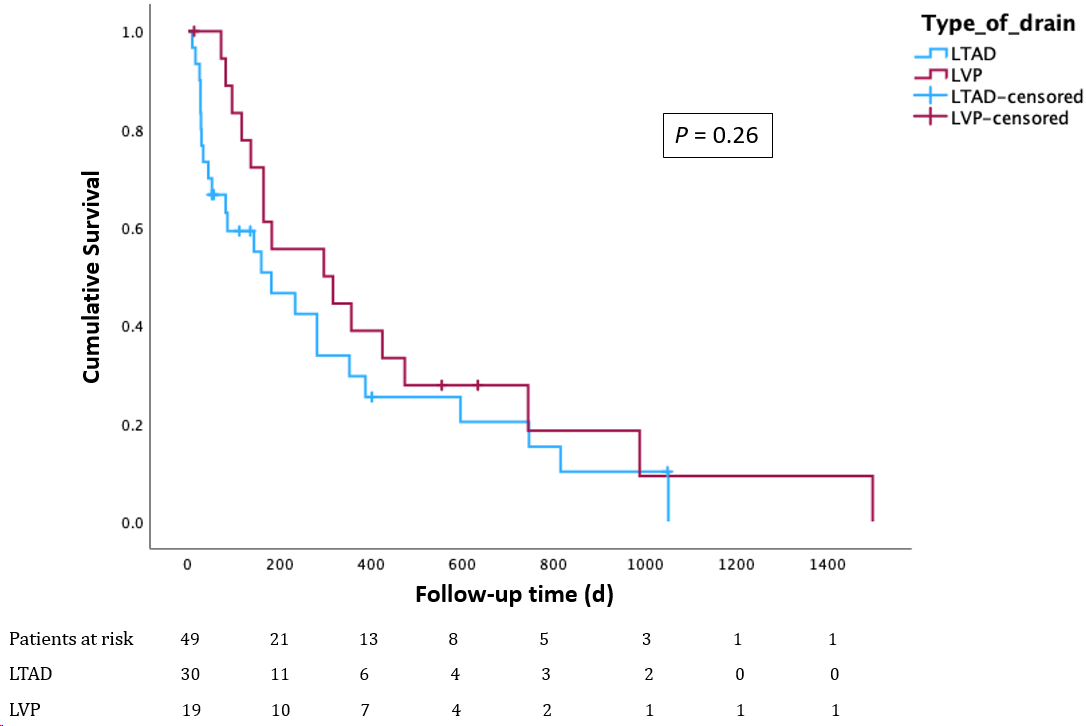 Type_of_drain
LTAD
LVP
LTAD-censored
LVP-censored
P = 0.26
1.0
0.8
0.6
0.4
0.2
0.0
Cumulative Survival
0 200 400 600 800 1000 1200 1400
Follow-up time (d)
Patients at risk 49 21 13 8 5 3 1 1
LTAD 30 11 6 4 3 2 0 0
LVP 19 10 7 4 2 1 1 1